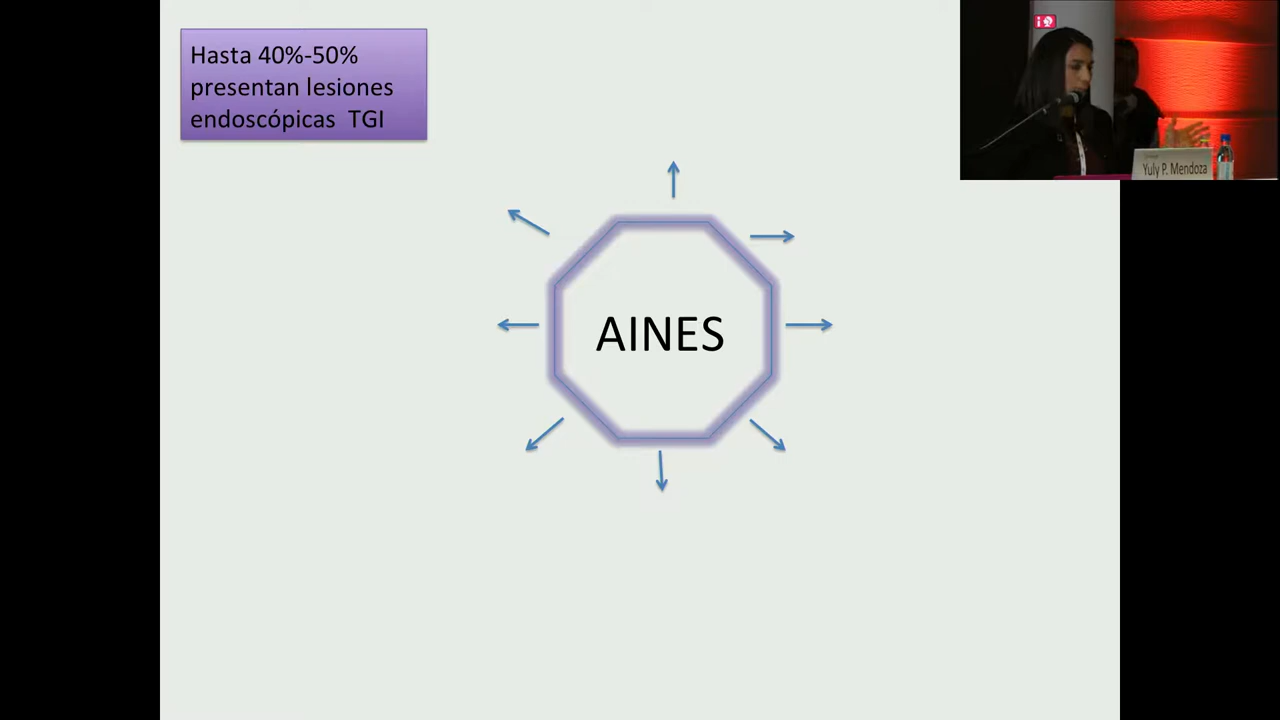 Hasta 40%-50%
presentan lesiones
endoscópicas TGI
Yuly P. Mendoza
AINES